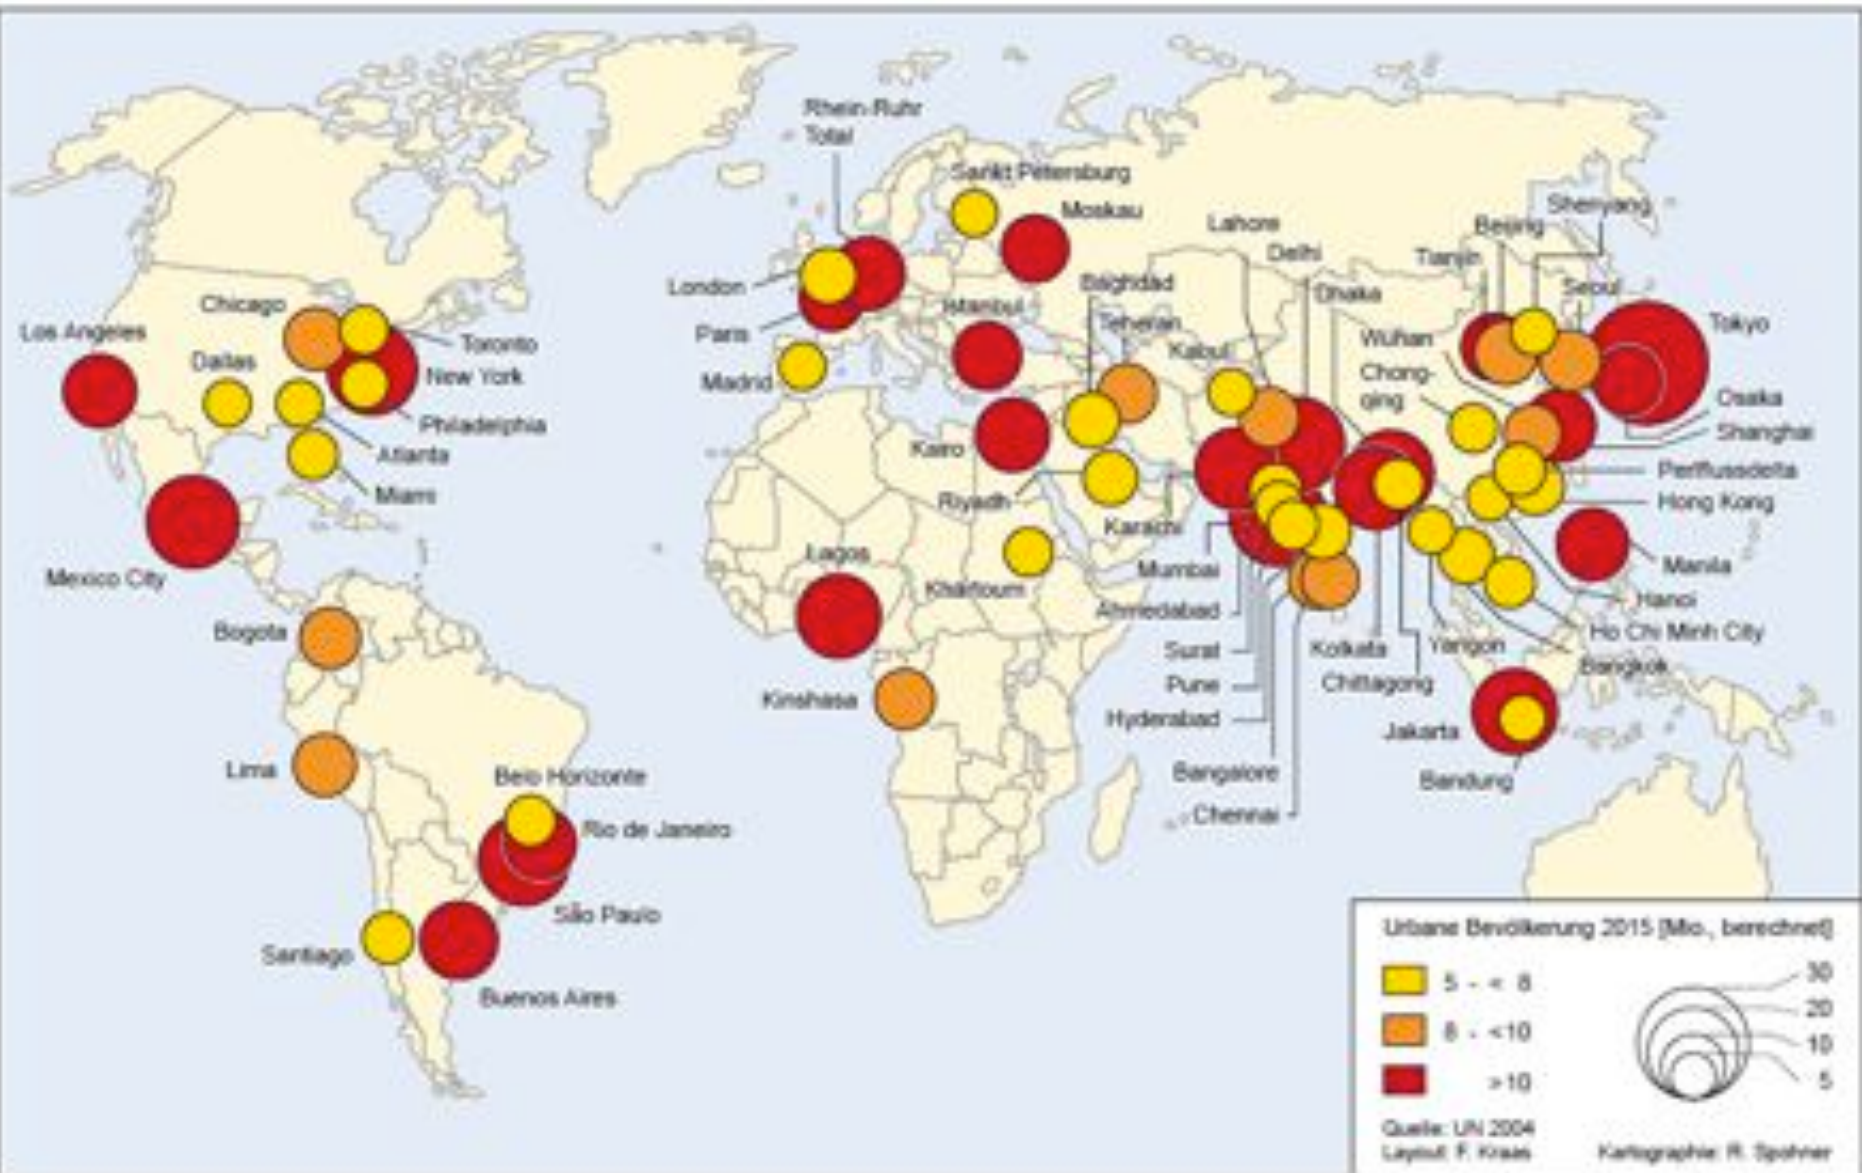 Rhein-Ruhr
Total
Sankt Petersburg
Moskau
London
Paris
Madrid
Istanbul
Chicago
Los Angeles
Dallas
Toronto
New York
Philadelphia
Atlanta
Miami
Mexico City
Bogota
Lima
Belo Horizonte
Rio de Janeiro
São Paulo
Santiago
Buenos Aires
Kairo
Riyadh
Lagos
Khartoum
Kinshasa
Baghdad
Teheran
Kabul
Lahore
Delhi
Dhaka
Karachi
Mumbai
Ahmedabad
Surat
Pune
Hyderabad
Bangalore
Chennai
Kolkata
Chittagong
Yangon
Bangkok
Ho Chi Minh City
Hanoi
Manila
Jakarta
Bandung
Shenyang
Beijing
Tianjin
Seoul
Wuhan
Chong-
qing
Tokyo
Osaka
Shanghai
Perlflussdelta
Hong Kong
Urbane Bevölkerung 2015 [Mio., berechnet]
5 - < 8
8 - <10
>10
30
20
10
5
Quelle: UN 2004
Layout: F. Kraas
Kartographie: R. Spohner